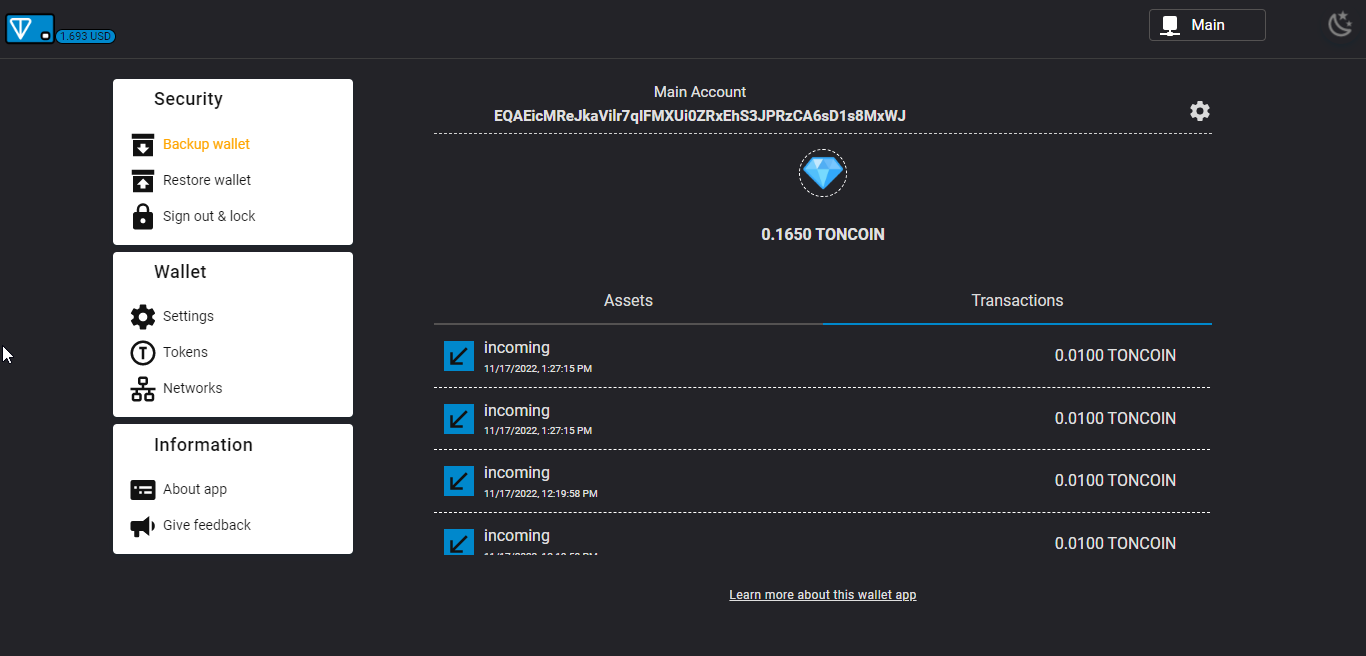 1.693 USD
Main
Security
Backup wallet
Restore wallet
Sign out & lock
Wallet
Settings
Tokens
Networks
Information
About app
Give feedback
Main Account
EQAEicMReJkaVilr7qIFMXUi0ZRxEhS3JPRzCA6sD1s8MxWJ
0.1650 TONCOIN
Assets
Transactions
incoming
0.0100 TONCOIN
11/17/2022, 1:27:15 PM
incoming
0.0100 TONCOIN
11/17/2022, 1:27:15 PM
incoming
0.0100 TONCOIN
11/17/2022, 12:19:58 PM
incoming
0.0100 TONCOIN
Learn more about this wallet app